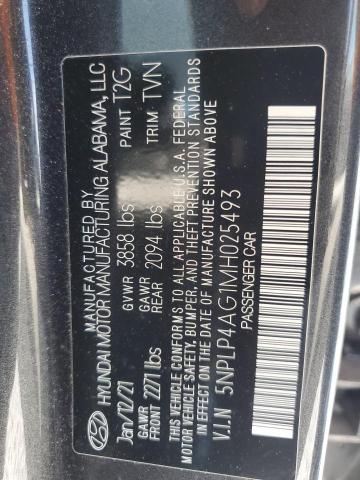 MANUFACTURED BY
HYUNDAI MOTOR MANUFACTURING ALABAMA, LLC
Jan/12/21 GVWR 3858 lbs PAINT T2G
GAWR FRONT 2271 lbs GAWR REAR 2094 lbs TRIM TVN
THIS VEHICLE CONFORMS TO ALL APPLICABLE U.S.A. FEDERAL
MOTOR VEHICLE SAFETY, BUMPER, AND THEFT PREVENTION STANDARDS
IN EFFECT ON THE DATE OF MANUFACTURE SHOWN ABOVE
V.I.N 5NPLP4AG1MH025493
PASSENGER CAR